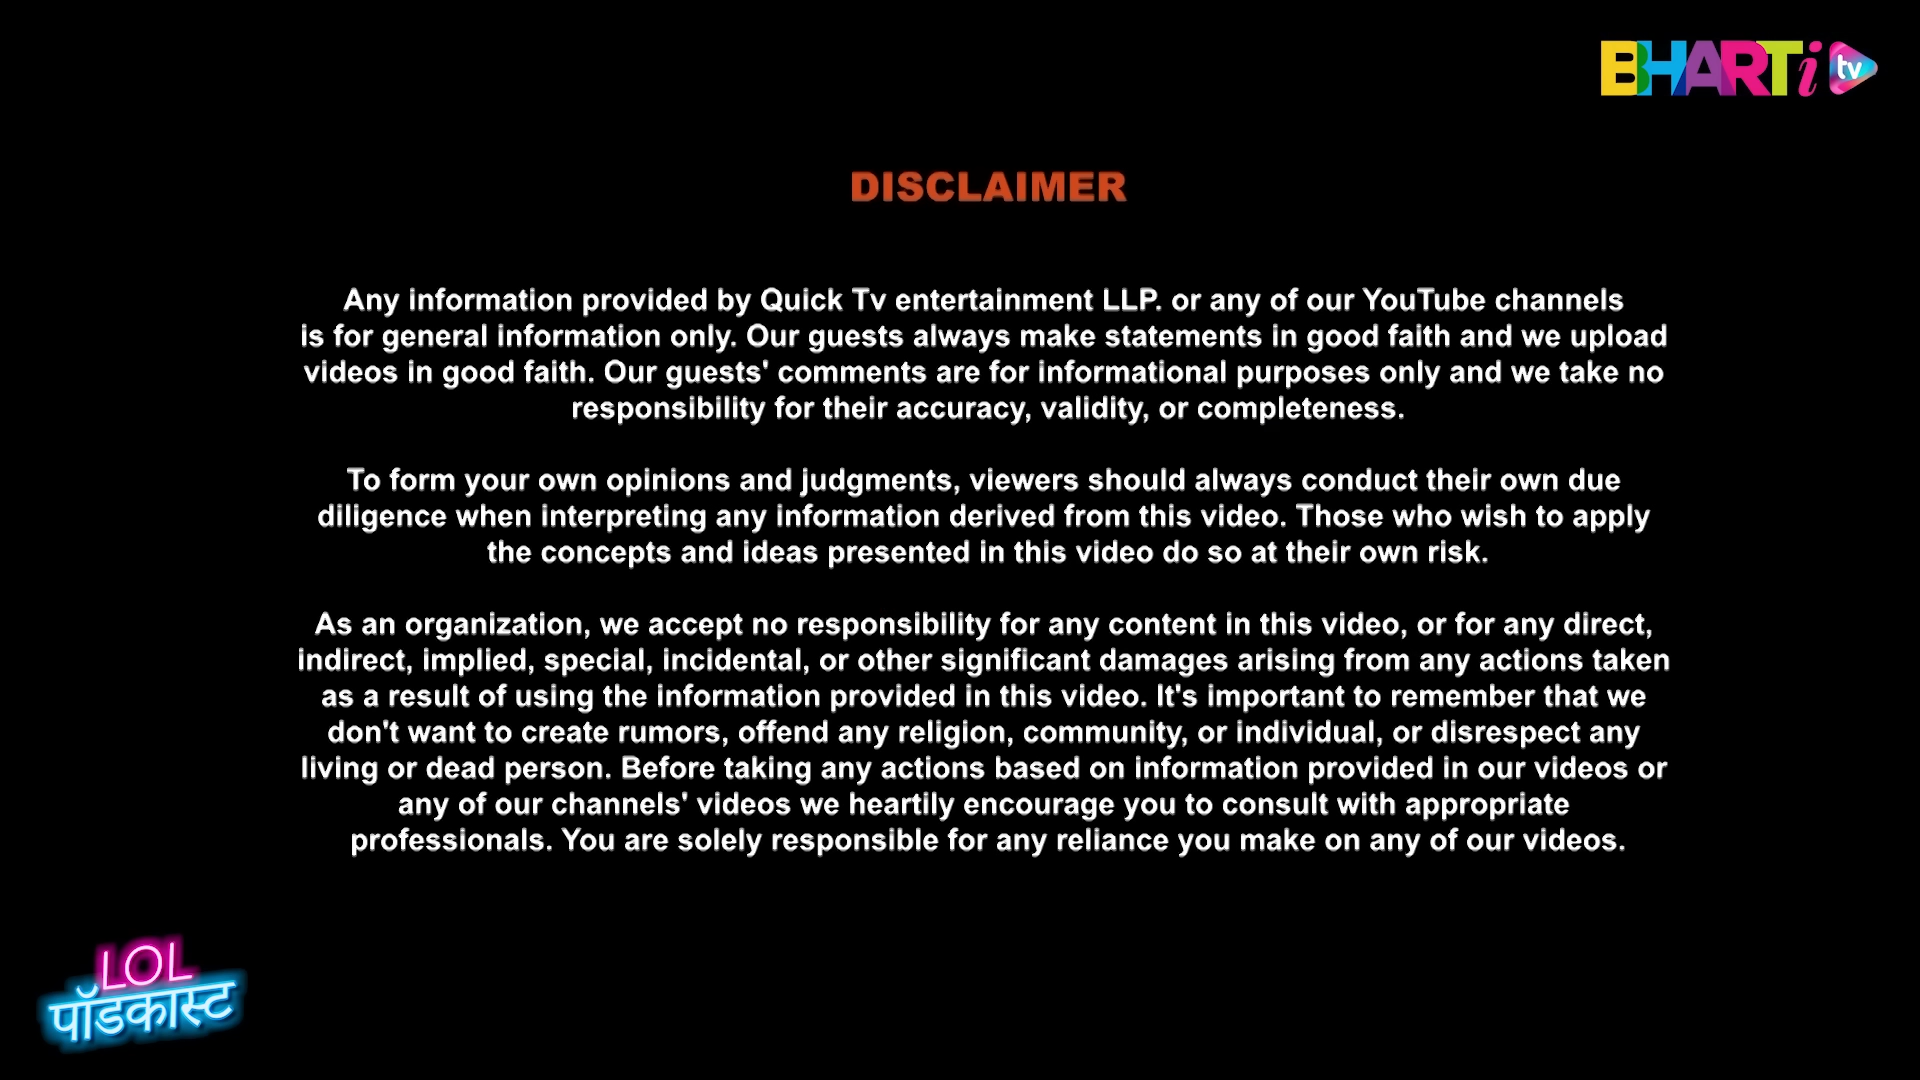 BHARTi tv
DISCLAIMER
Any information provided by Quick Tv entertainment LLP. or any of our YouTube channels
is for general information only. Our guests always make statements in good faith and we upload
videos in good faith. Our guests' comments are for informational purposes only and we take no
responsibility for their accuracy, validity, or completeness.
To form your own opinions and judgments, viewers should always conduct their own due
diligence when interpreting any information derived from this video. Those who wish to apply
the concepts and ideas presented in this video do so at their own risk.
As an organization, we accept no responsibility for any content in this video, or for any direct,
indirect, implied, special, incidental, or other significant damages arising from any actions taken
as a result of using the information provided in this video. It's important to remember that we
don't want to create rumors, offend any religion, community, or individual, or disrespect any
living or dead person. Before taking any actions based on information provided in our videos or
any of our channels' videos we heartily encourage you to consult with appropriate
professionals. You are solely responsible for any reliance you make on any of our videos.
LOL
पॉडकास्ट